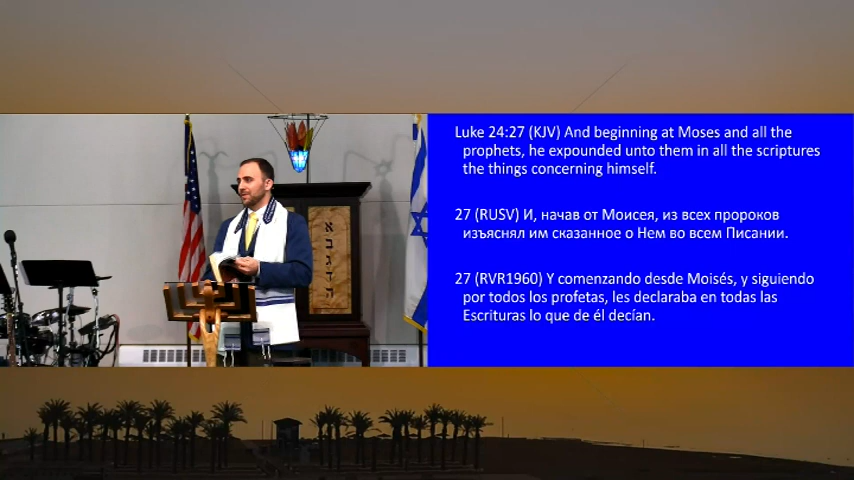 Luke 24:27 (KJV) And beginning at Moses and all the
prophets, he expounded unto them in all the scriptures
the things concerning himself.
27 (RUSV) И, начав от Моисея, из всех пророков
изъяснял им сказанное о Нем во всем Писании.
27 (RVR1960) Y comenzando desde Moisés, y siguiendo
por todos los profetas, les declaraba en todas las
Escrituras lo que de él decían.
א
ב
ג
ד
ה